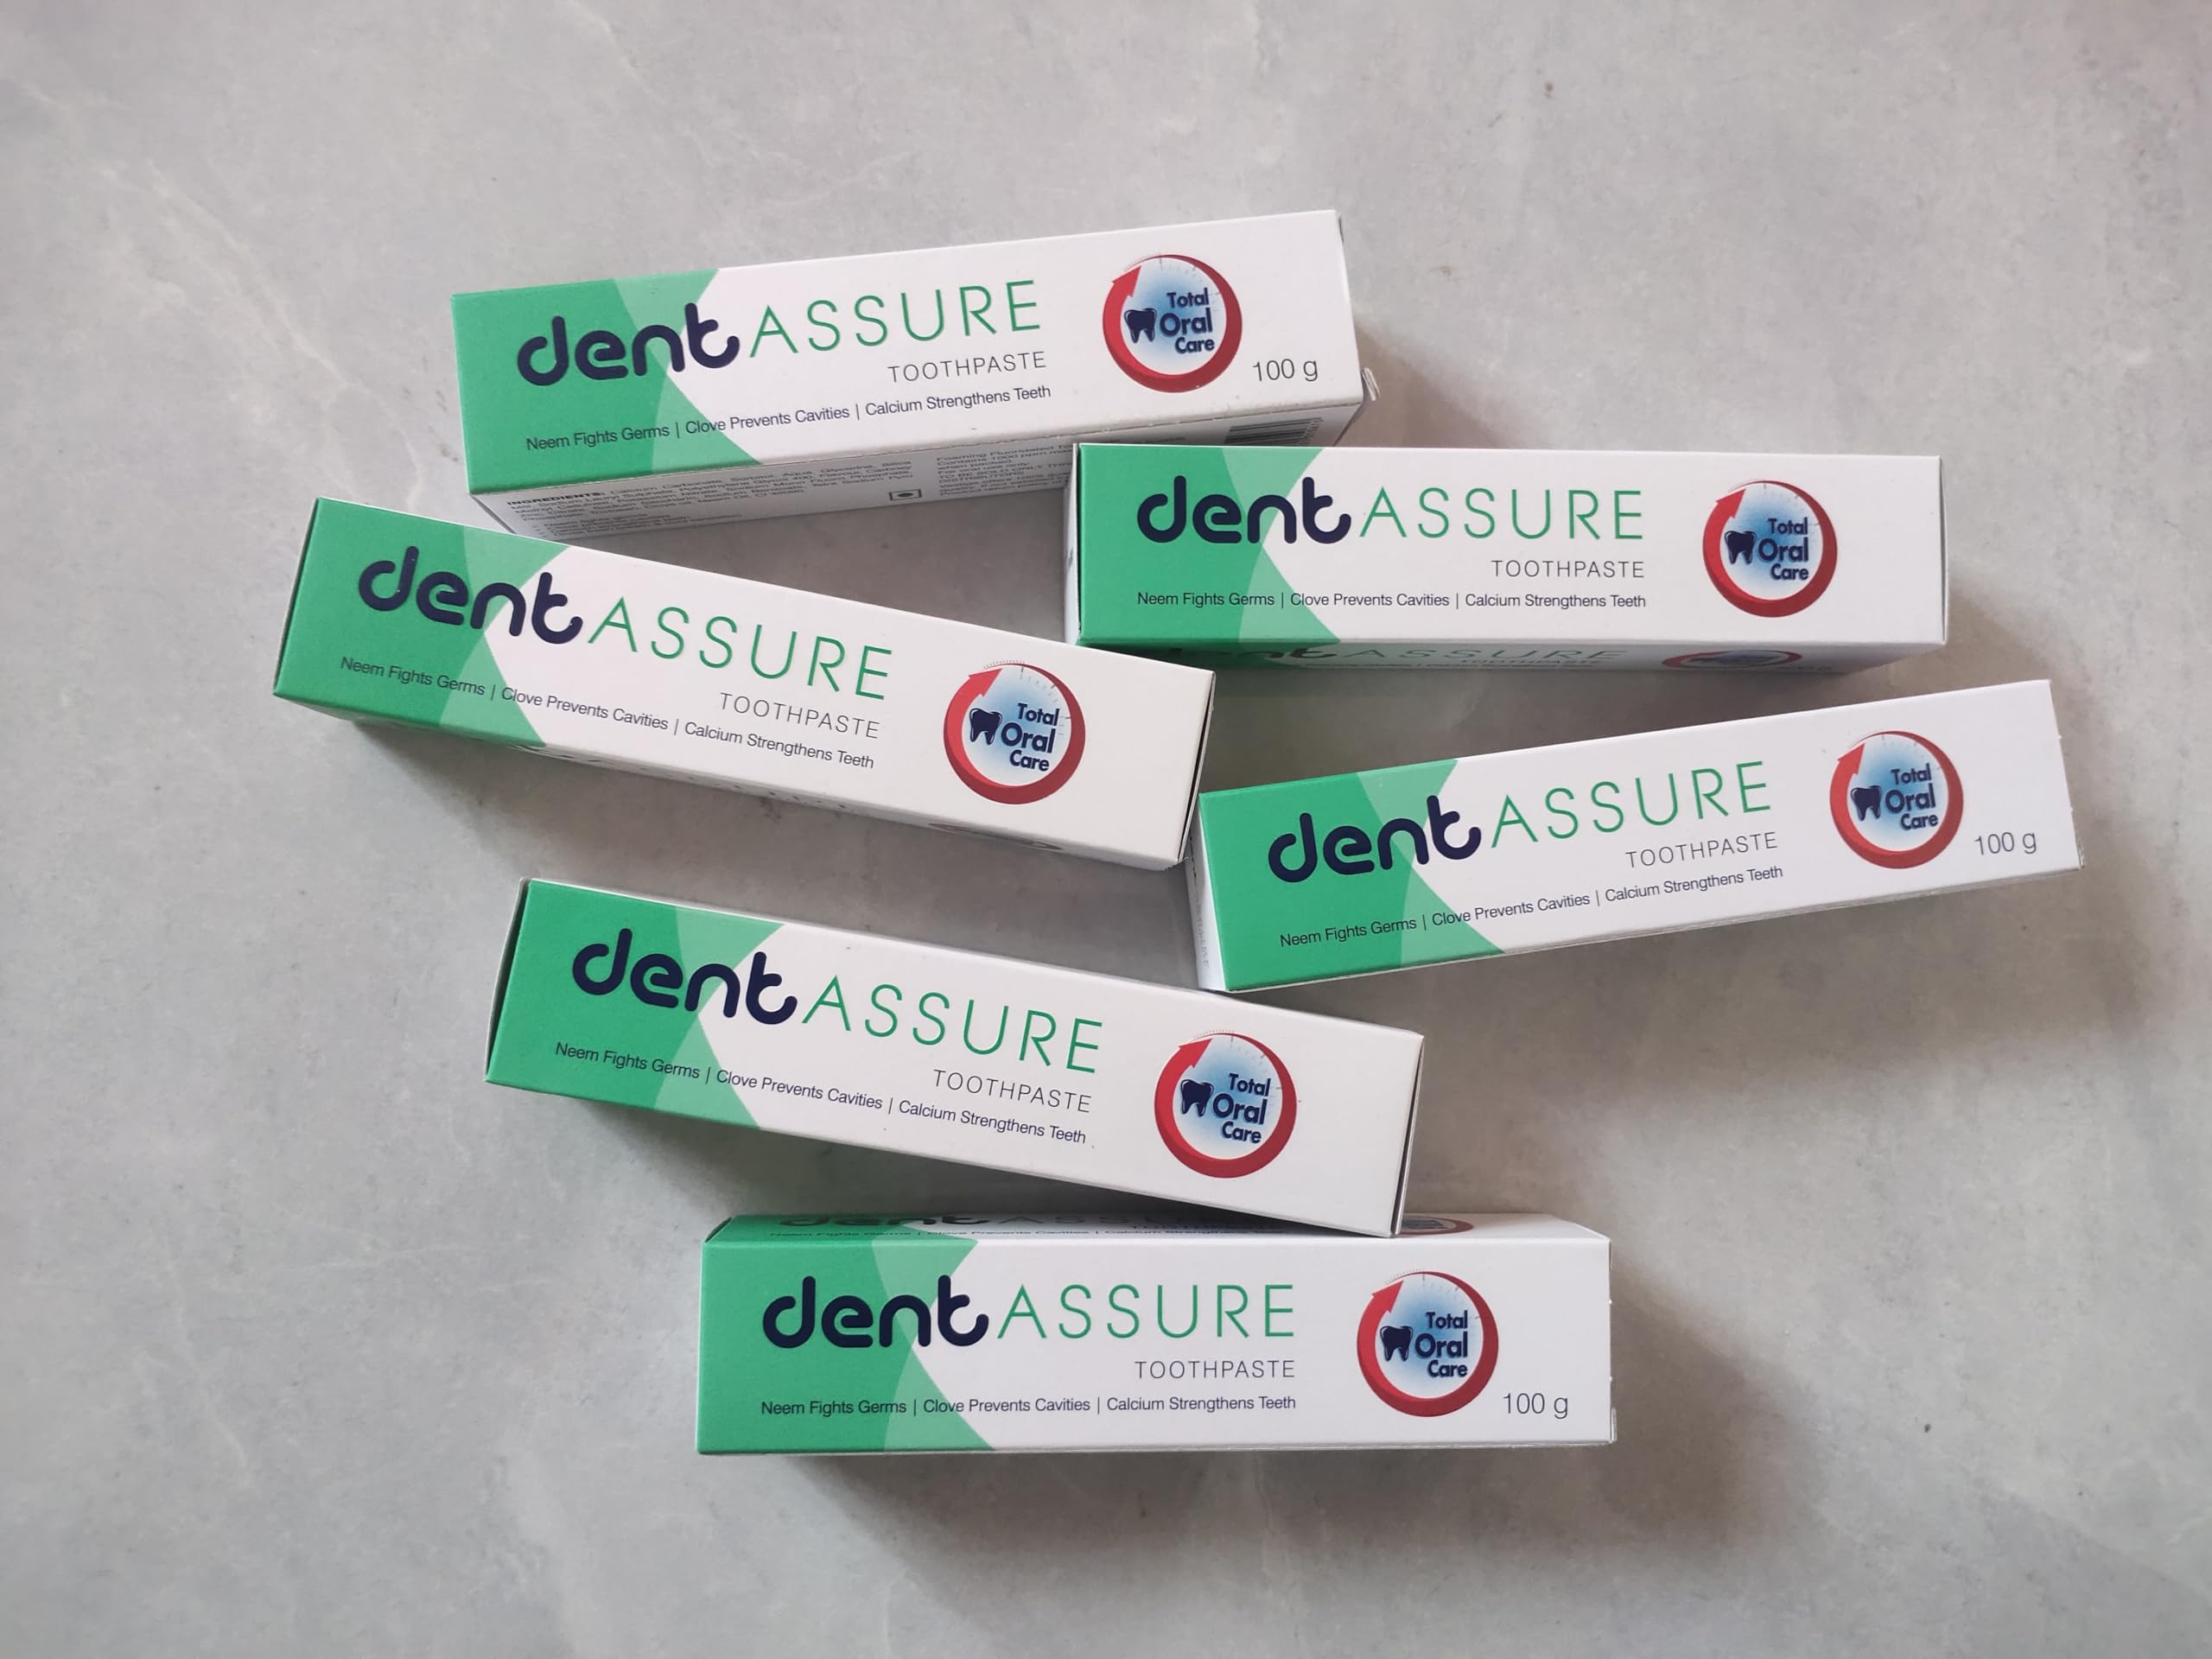 dentASSURE
TOOTHPASTE
Neem Fights Germs | Clove Prevents Cavities | Calcium Strengthens Teeth
Total
Oral
Care
100 g
INGREDIENTS:
dentASSURE
TOOTHPASTE
Neem Fights Germs | Clove Prevents Cavities | Calcium Strengthens Teeth
Total
Oral
Care
dentASSURE
TOOTHPASTE
Neem Fights Germs | Clove Prevents Cavities | Calcium Strengthens Teeth
Total
Oral
Care
dentASSURE
TOOTHPASTE
Neem Fights Germs | Clove Prevents Cavities | Calcium Strengthens Teeth
Total
Oral
Care
100 g
dentASSURE
TOOTHPASTE
Neem Fights Germs | Clove Prevents Cavities | Calcium Strengthens Teeth
Total
Oral
Care
dentASSURE
TOOTHPASTE
Neem Fights Germs | Clove Prevents Cavities | Calcium Strengthens Teeth
Total
Oral
Care
100 g